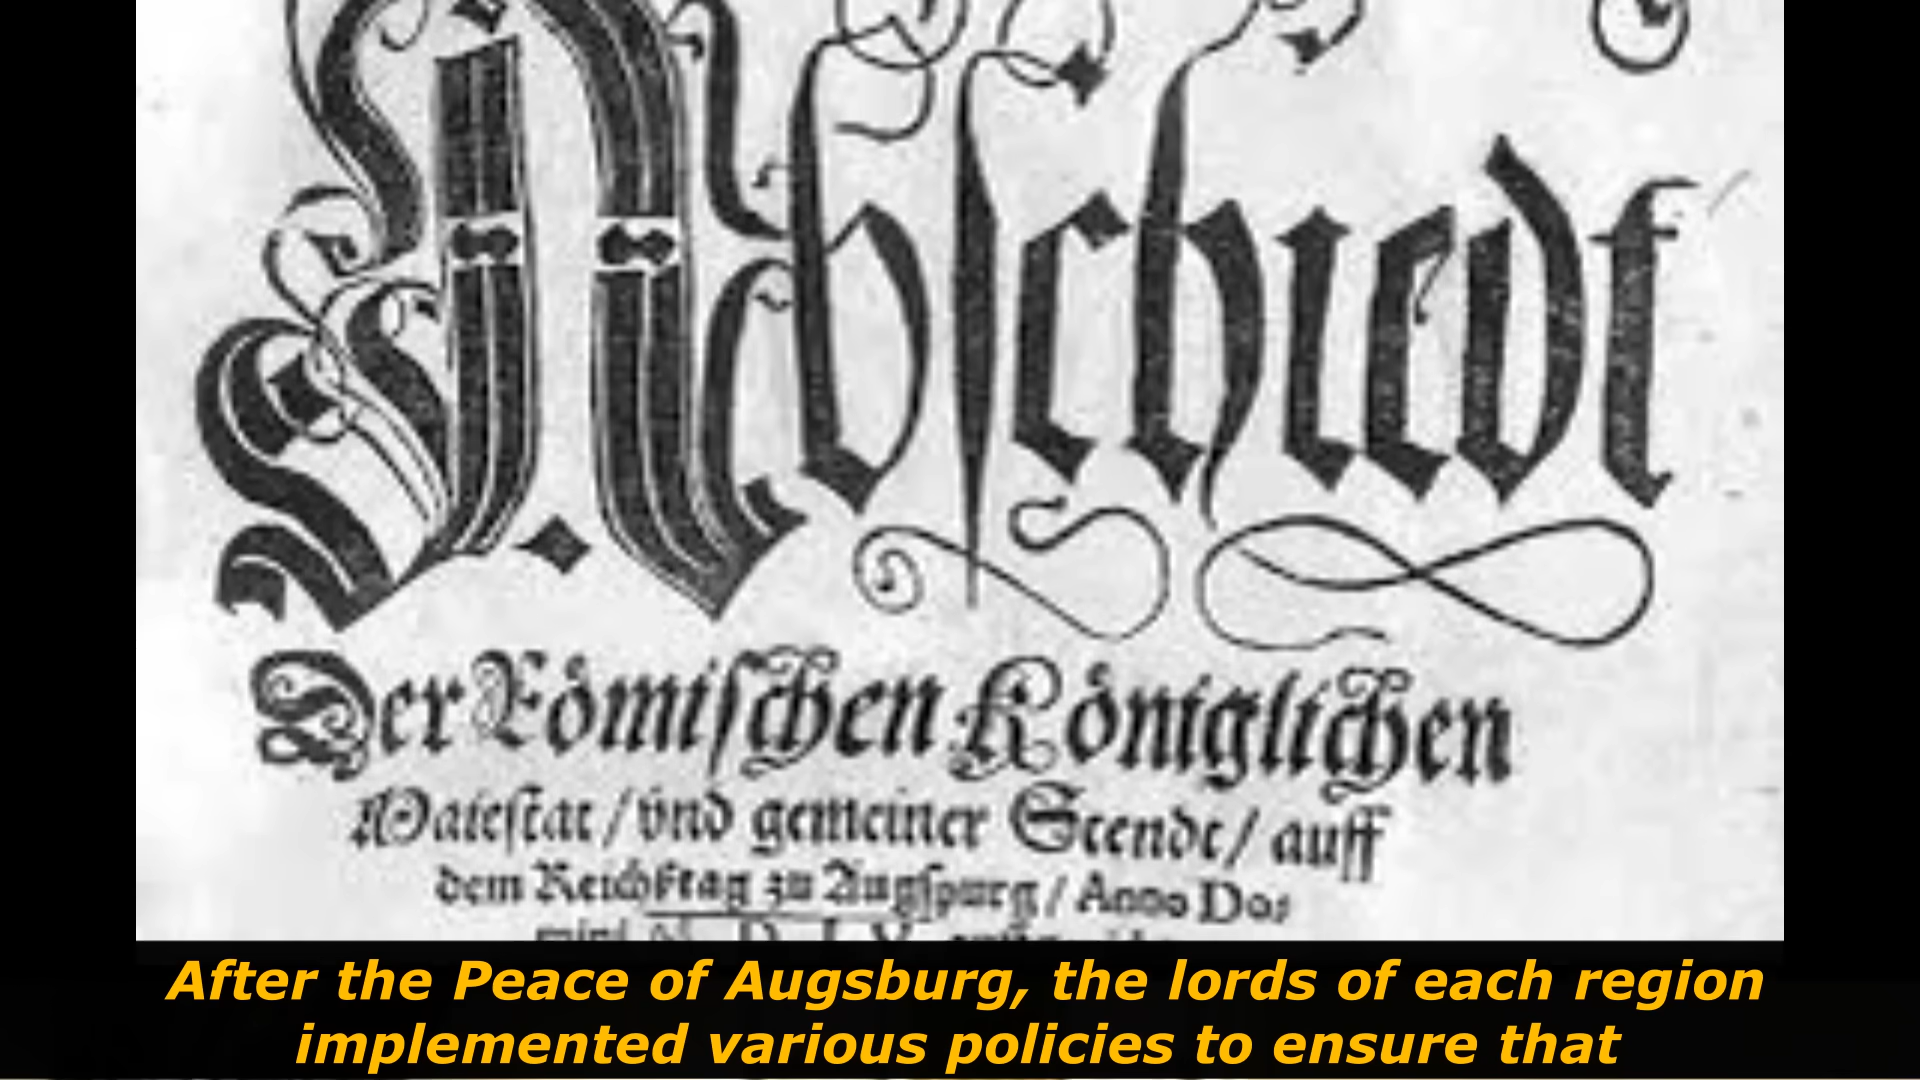 Abschiedt
Der Römischen Königlichen
Maiestat / vnd gemeiner Stende / auff
dem Reichßtag zu Augspurg / Anno Do⸗
D. L V.
After the Peace of Augsburg, the lords of each region
implemented various policies to ensure that